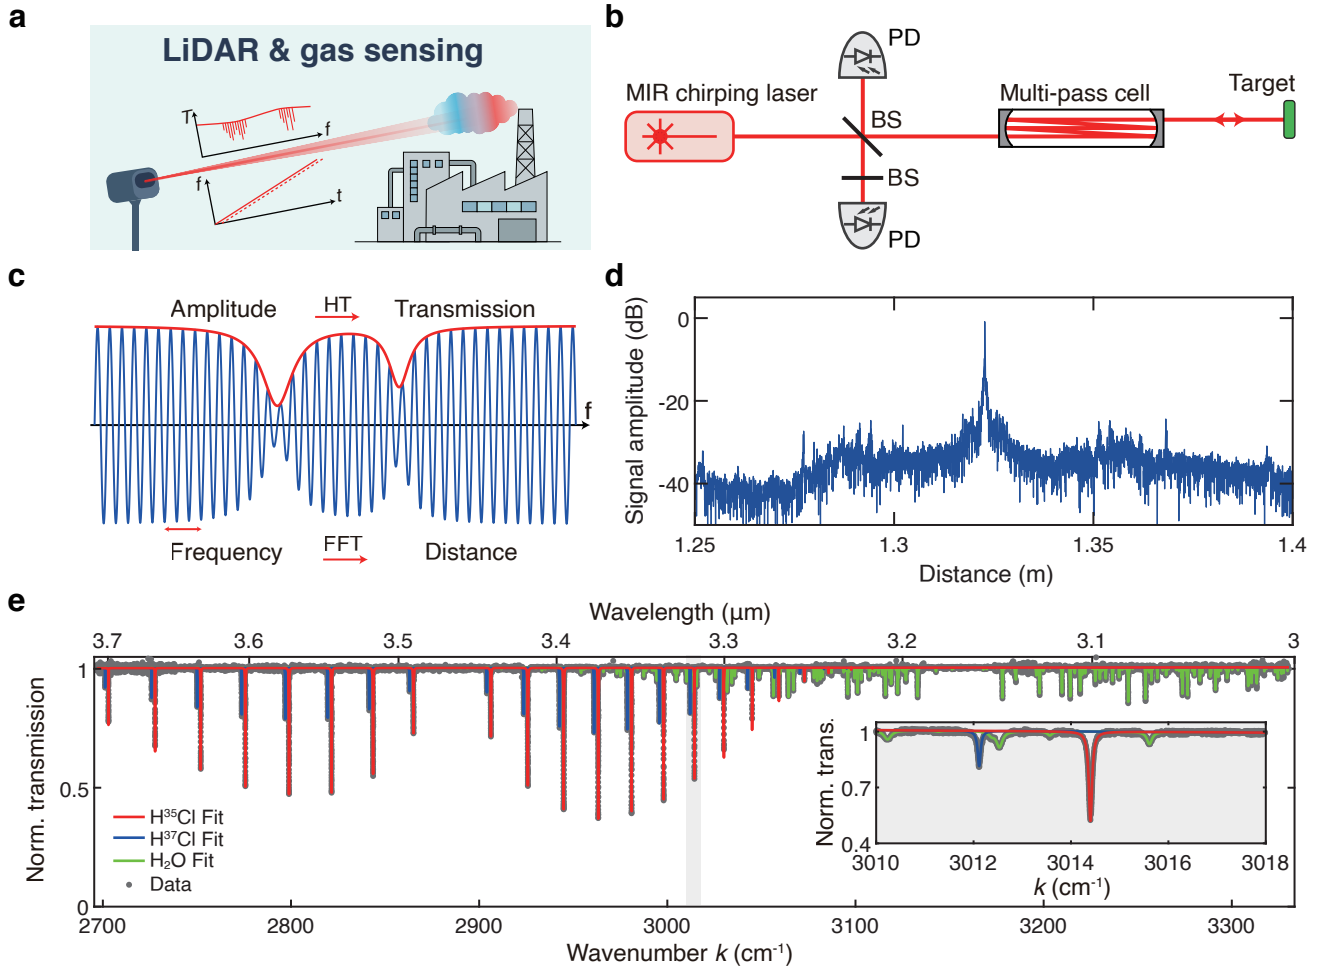 a
LiDAR & gas sensing
T
f
f
t
b
PD
MIR chirping laser
BS
Multi-pass cell
Target
BS
PD
c
Amplitude
HT
Transmission
f
Frequency
FFT
Distance
d
Signal amplitude (dB)
0
-20
-40
1.25
1.3
1.35
1.4
Distance (m)
e
Wavelength (μm)
3.7
3.6
3.5
3.4
3.3
3.2
3.1
3
Norm. transmission
1
0.5
0
H³⁵Cl Fit
H³⁷Cl Fit
H₂O Fit
Data
Norm. trans.
1
0.7
0.4
3010
3012
3014
3016
3018
k (cm⁻¹)
2700
2800
2900
3000
3100
3200
3300
Wavenumber k (cm⁻¹)